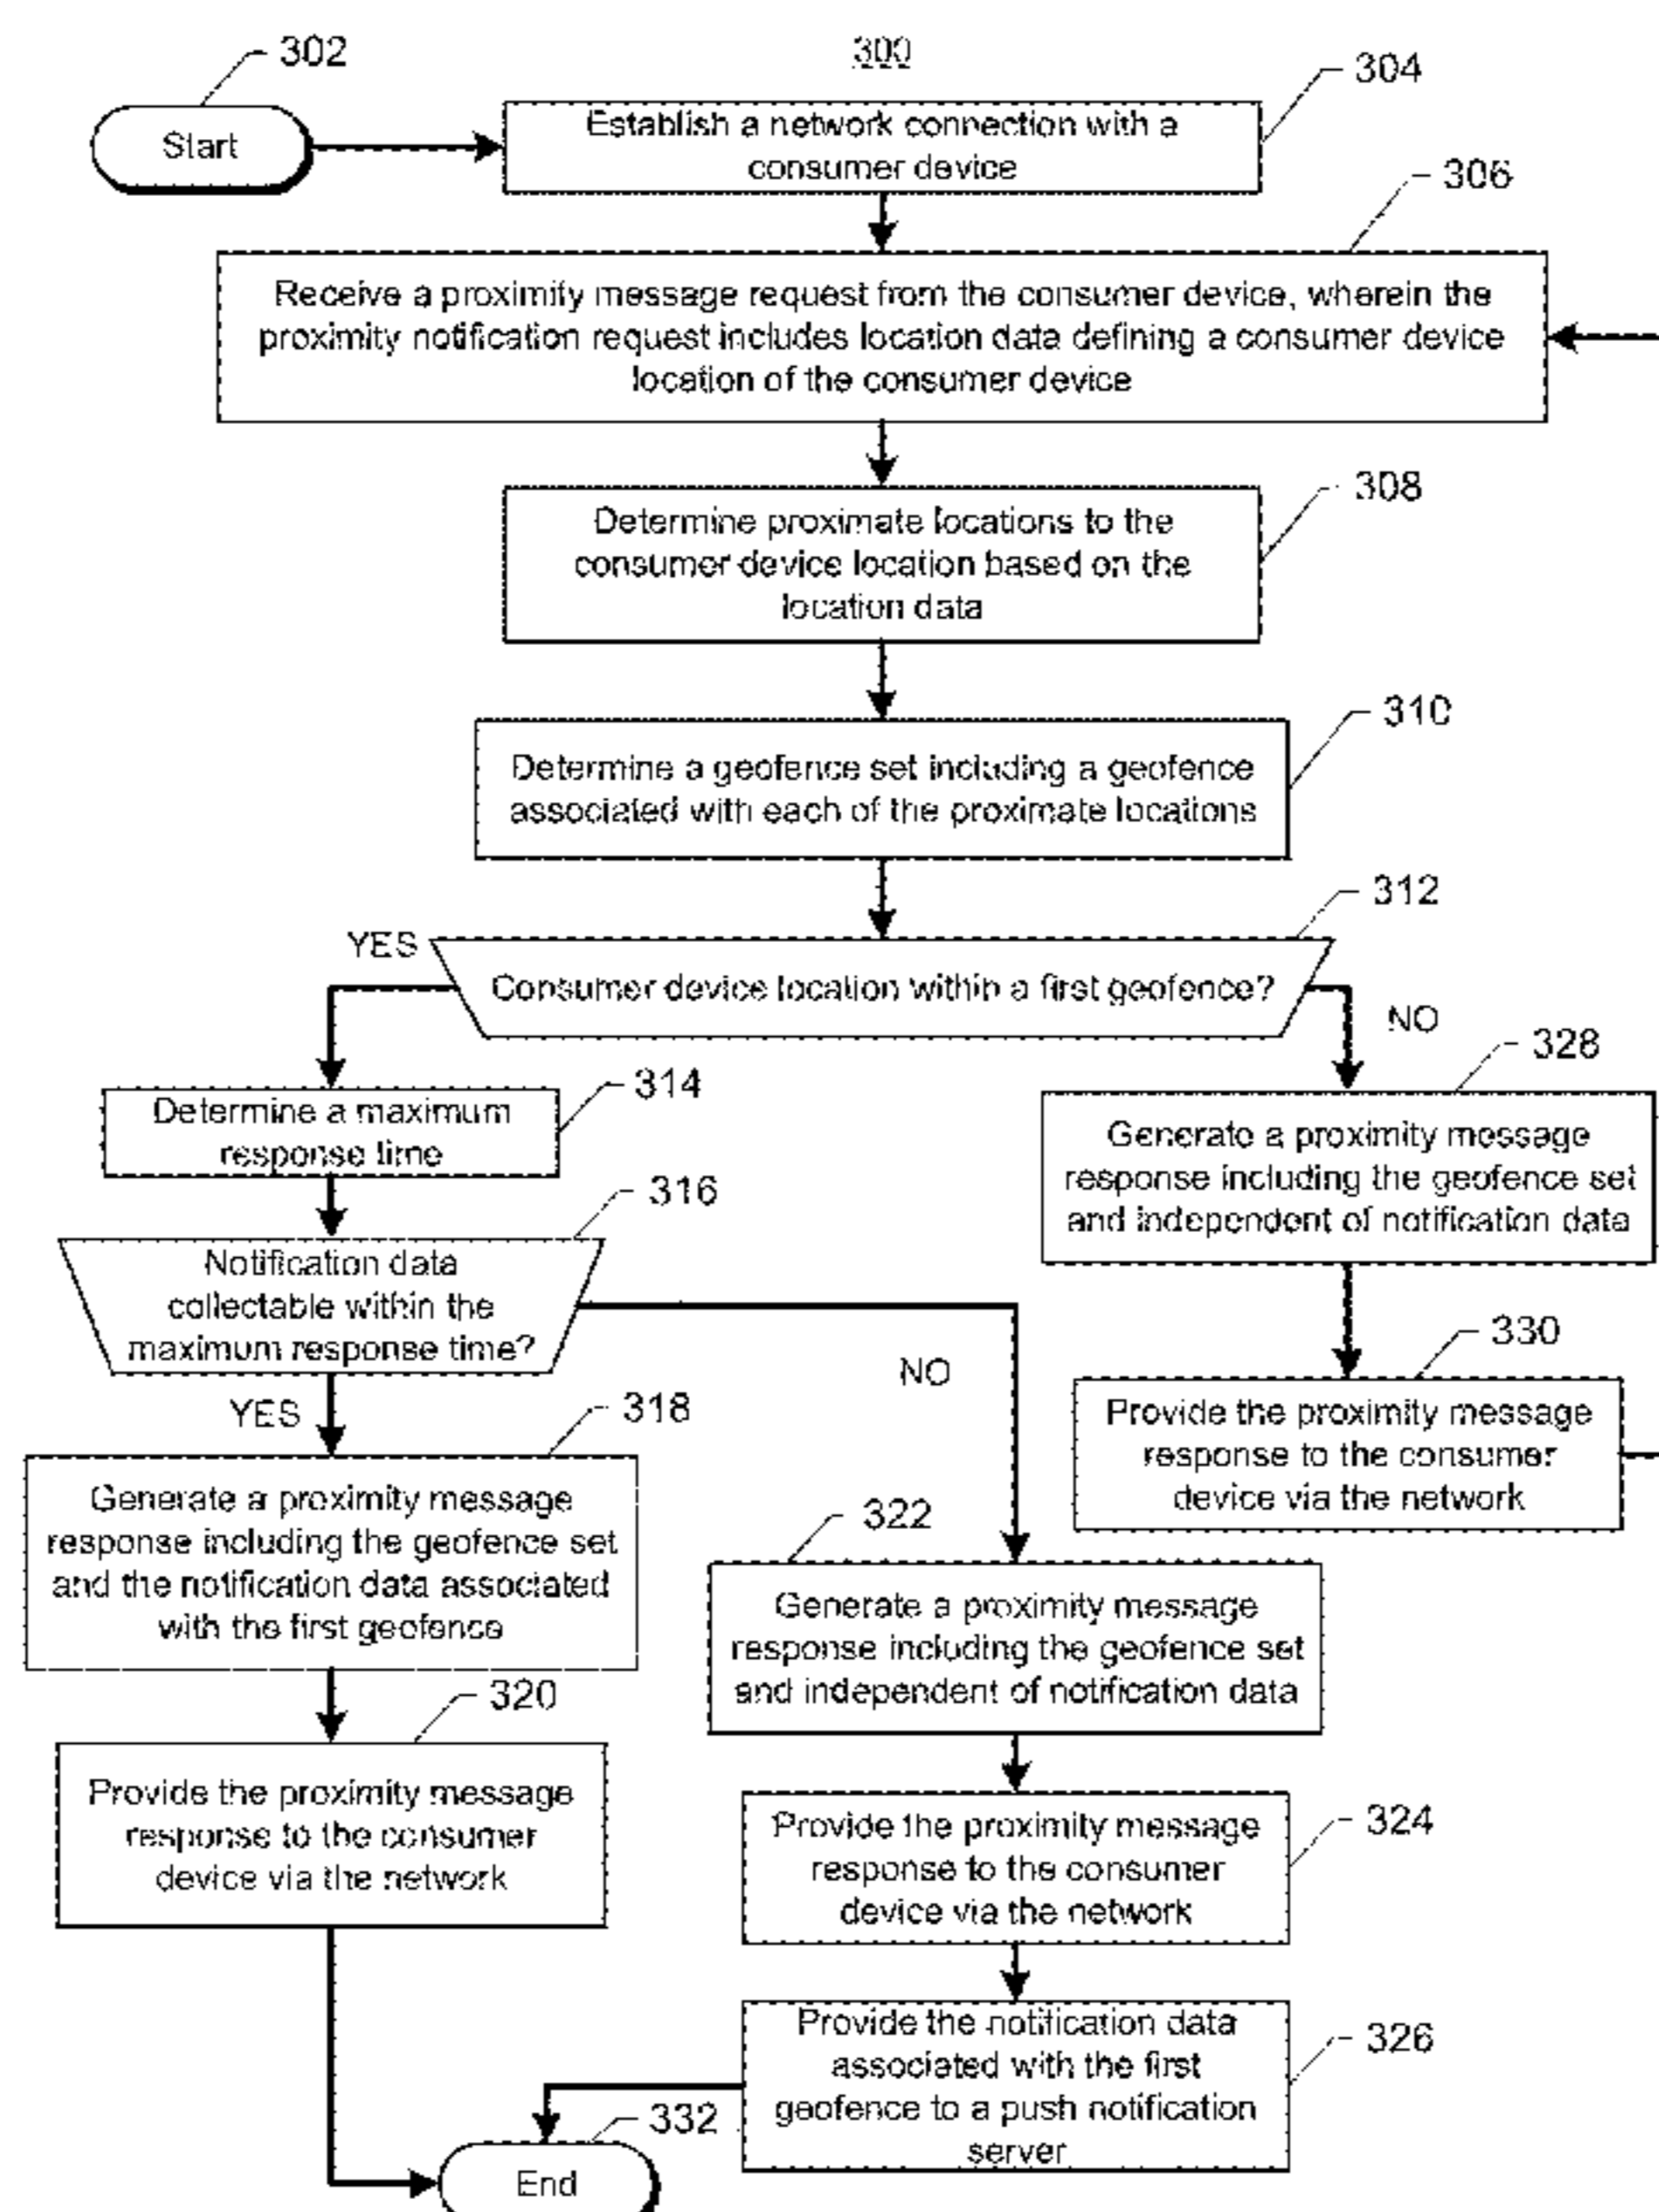 302
300
304
Start
Establish a network connection with a
consumer device
306
Receive a proximity message request from the consumer device, wherein the
proximity notification request includes location data defining a consumer device
location of the consumer device
308
Determine proximate locations to the
consumer device location based on the
location data
310
Determine a geofence set including a geofence
associated with each of the proximate locations
312
YES
Consumer device location within a first geofence?
NO
314
Determine a maximum
response time
328
Generate a proximity message
response including the geofence set
and independent of notification data
316
Notification data
collectable within the
maximum response time?
NO
YES
330
Provide the proximity message
response to the consumer
device via the network
318
Generate a proximity message
response including the geofence set
and the notification data associated
with the first geofence
322
Generate a proximity message
response including the geofence set
and independent of notification data
320
Provide the proximity message
response to the consumer
device via the network
324
Provide the proximity message
response to the consumer
device via the network
326
Provide the notification data
associated with the first
geofence to a push notification
server
332
End